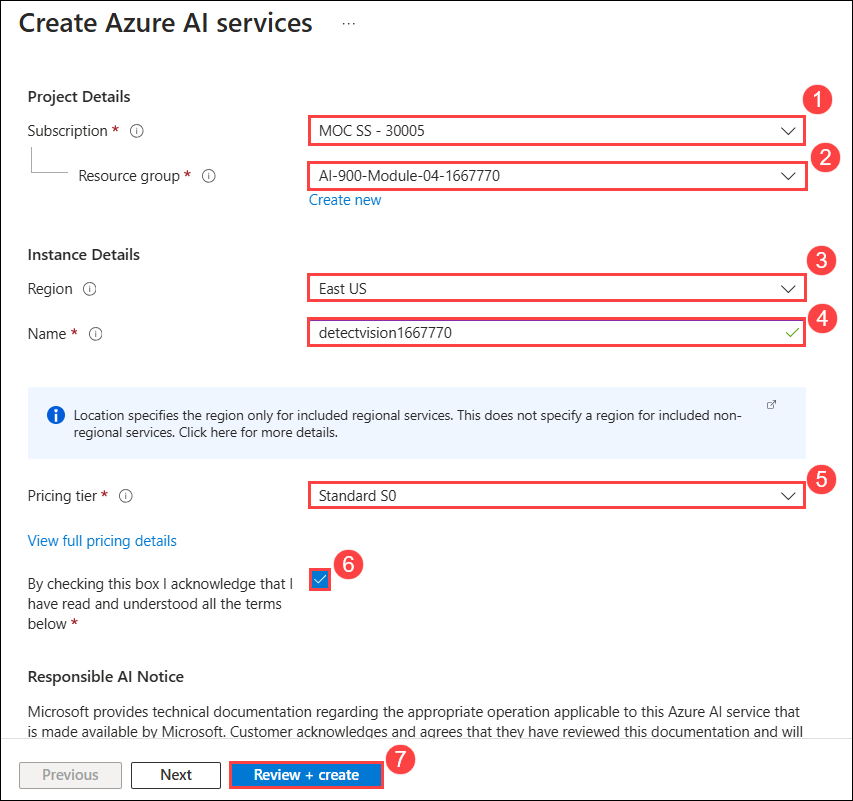 Create Azure AI services ...
Project Details
1
Subscription *
MOC SS - 30005
2
Resource group *
AI-900-Module-04-1667770
Create new
Instance Details
3
Region
East US
4
Name *
detectvision1667770
Location specifies the region only for included regional services. This does not specify a region for included non-
regional services. Click here for more details.
5
Pricing tier *
Standard S0
View full pricing details
6
By checking this box I acknowledge that I
have read and understood all the terms
below *
Responsible AI Notice
Microsoft provides technical documentation regarding the appropriate operation applicable to this Azure AI service that
is made available by Microsoft. Customer acknowledges and agrees that they have reviewed this documentation and will
7
Previous
Next
Review + create